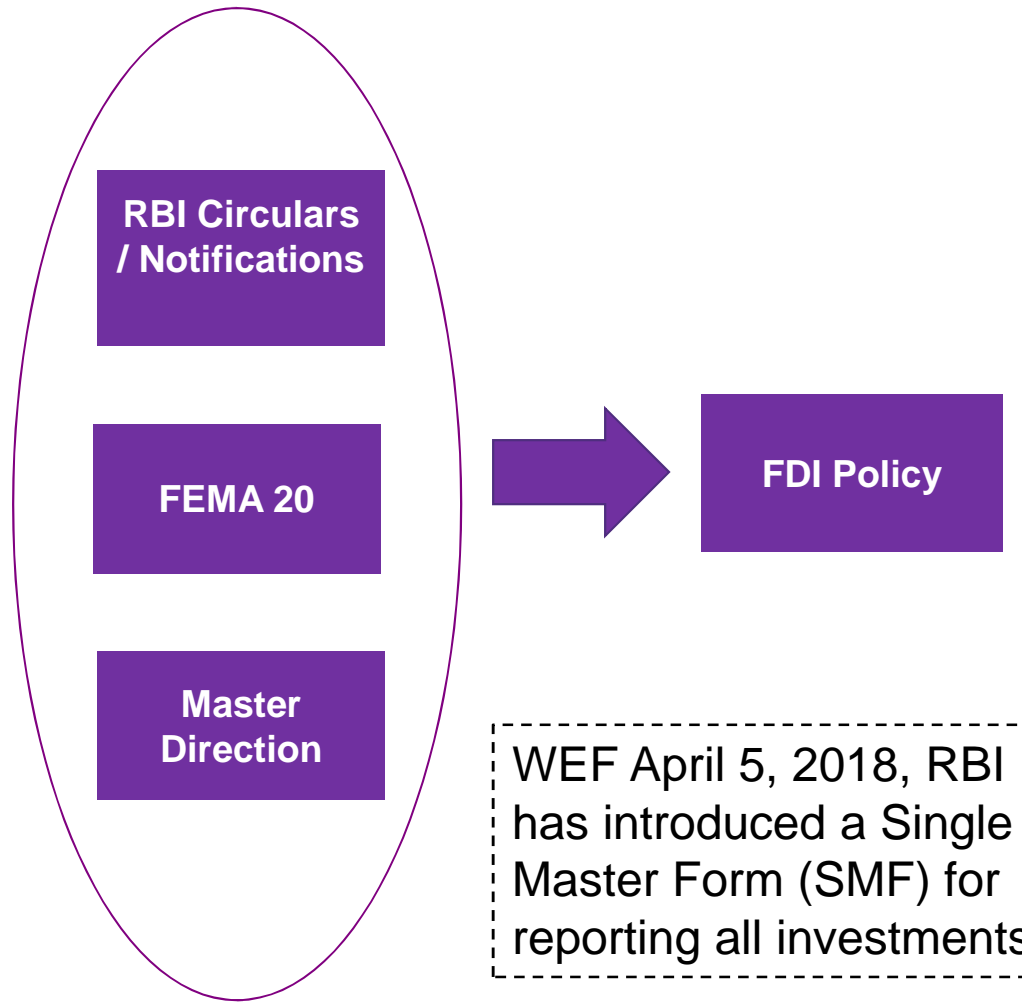 RBI Circulars
/ Notifications
FEMA 20
FDI Policy
Master
Direction
WEF April 5, 2018, RBI
has introduced a Single
Master Form (SMF) for
reporting all investments